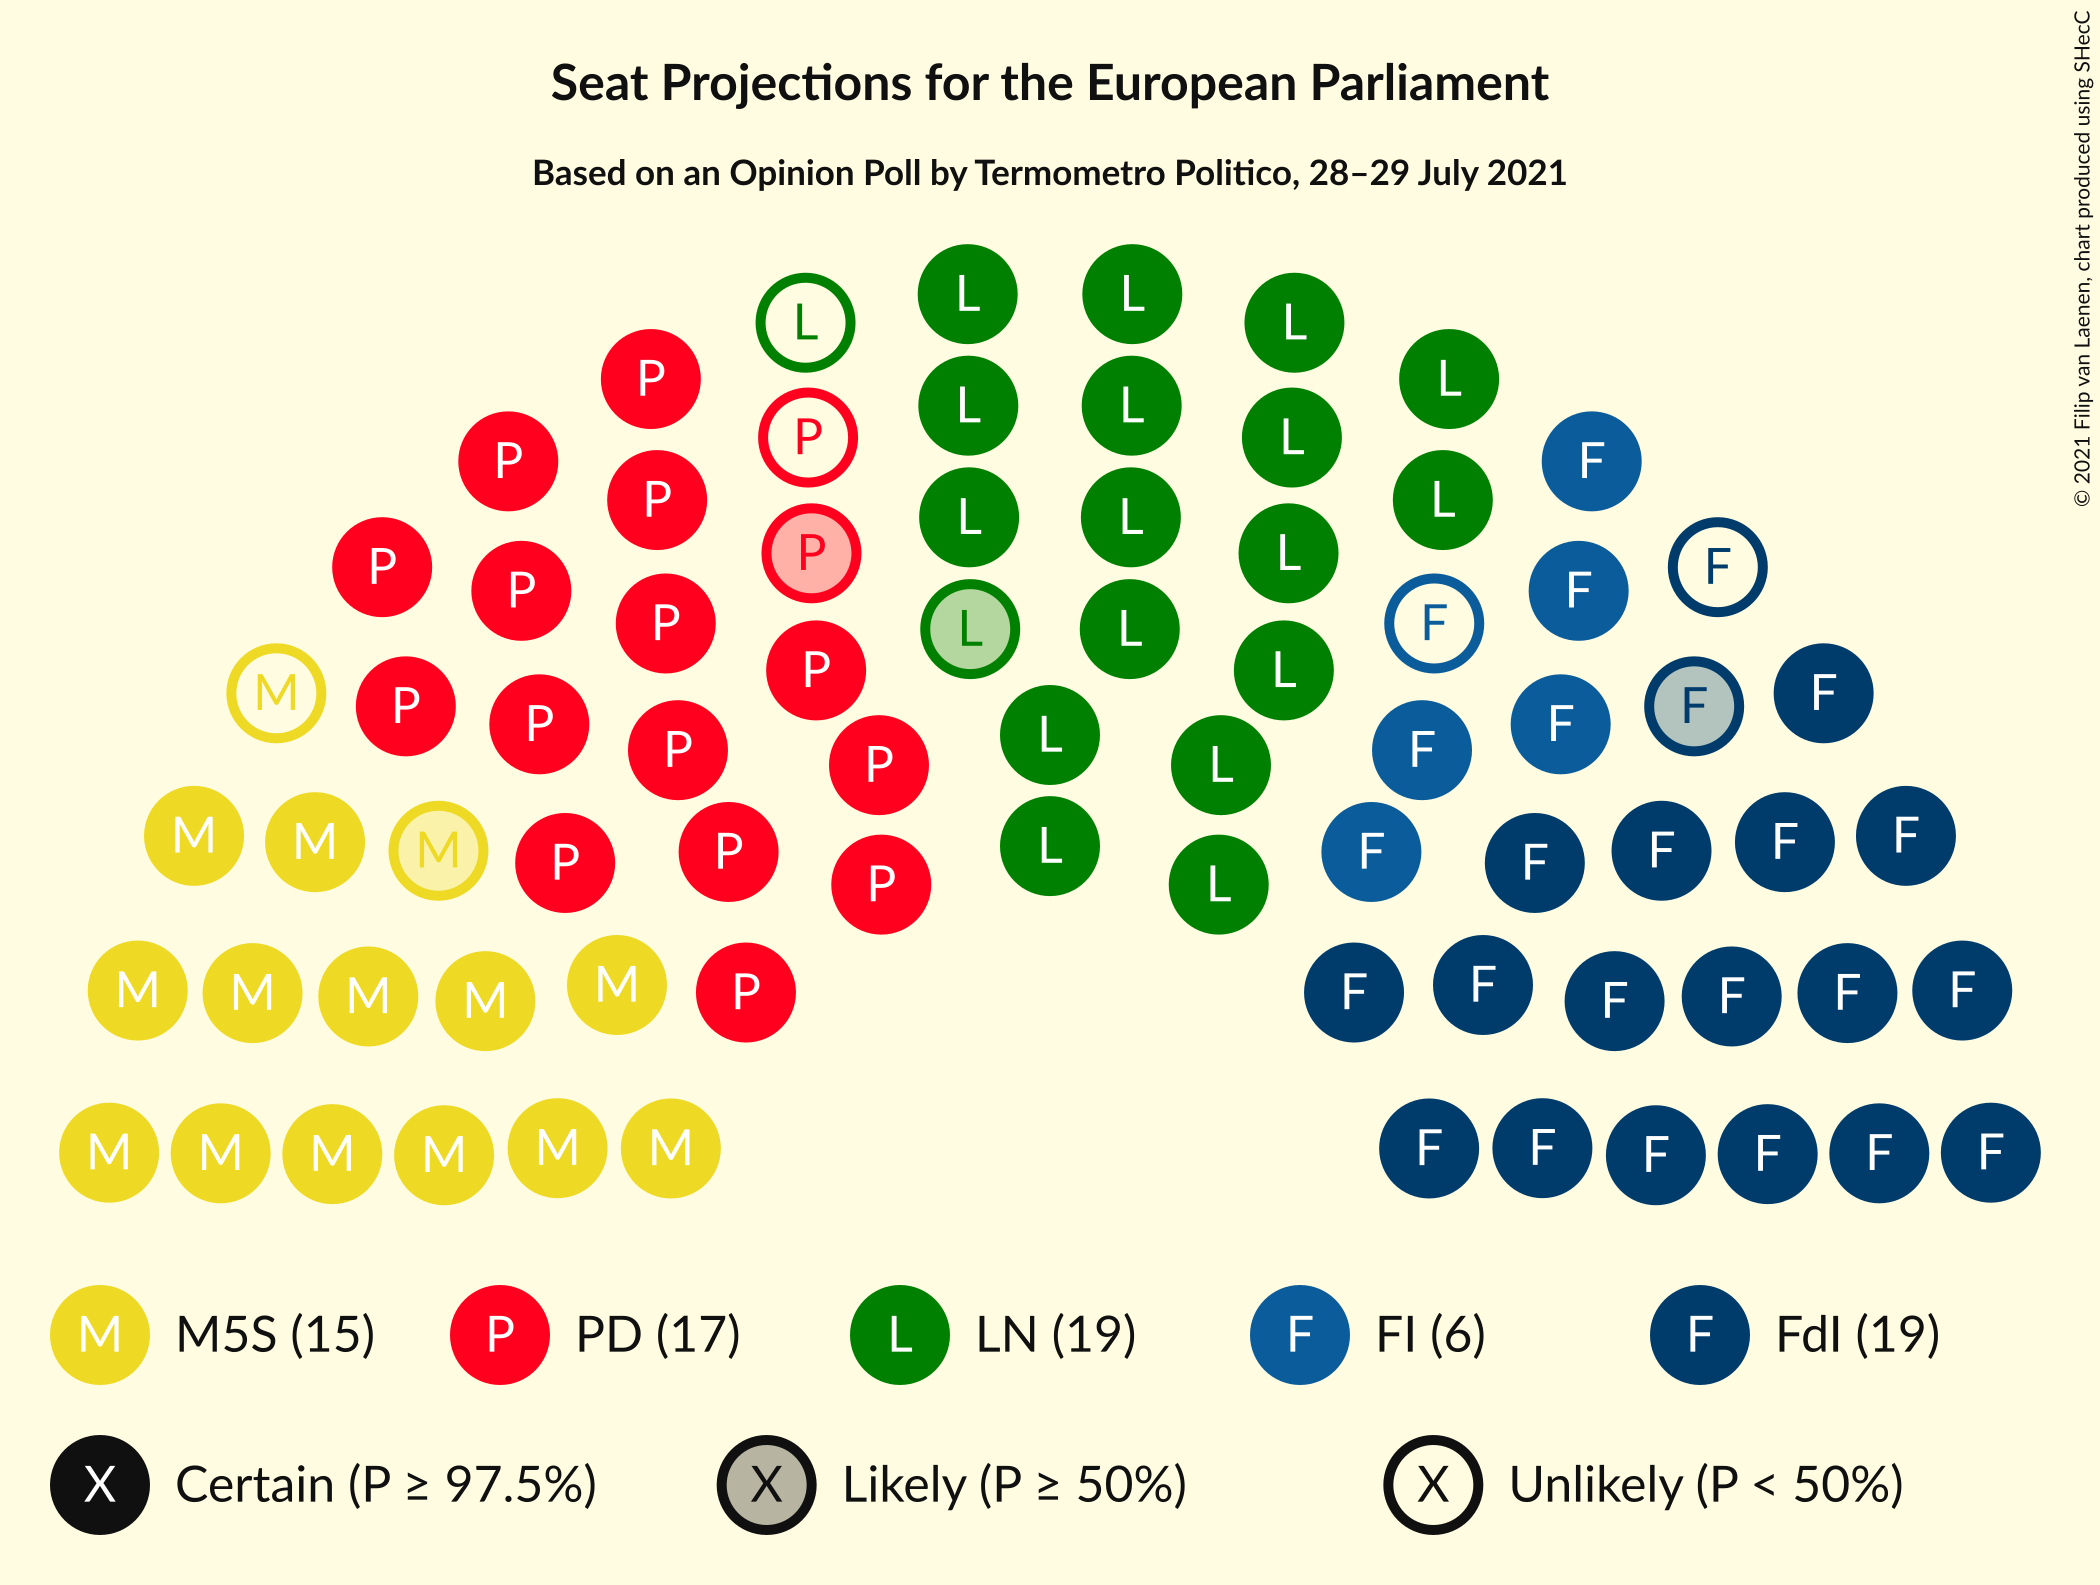 Seat Projections for the European Parliament
Based on an Opinion Poll by Termometro Politico, 28–29 July 2021
© 2021 Filip van Laenen, chart produced using SHecC
L L
L L
P L
L L
P L
P L
F F
P P
L L
P F
P F
L L
P F
P L L
P F F
M F
P F
P F
L
P F
P L
M M F F
L
M P P F F F
P F
P L
M M F F
M P F F
M M F F
M M F F
M M F F
M M F F
M M F F
M M F F
M M5S (15) P PD (17) L LN (19) F FI (6) F FdI (19)
X Certain (P ≥ 97.5%) X Likely (P ≥ 50%) X Unlikely (P < 50%)